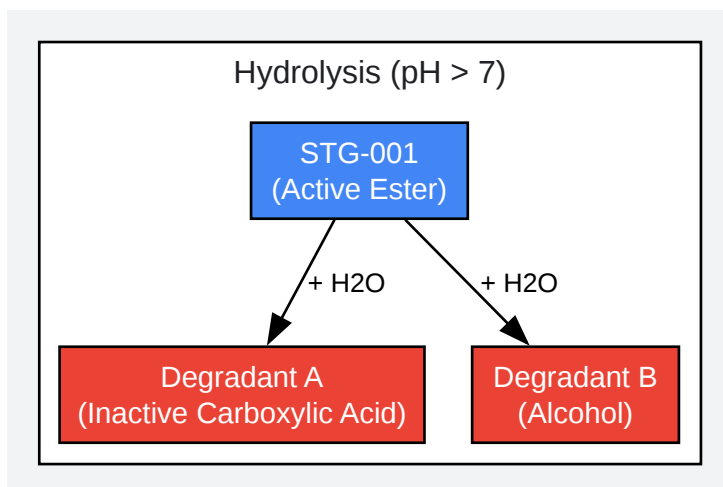 Hydrolysis (pH > 7)
STG-001
(Active Ester)
+ H2O
+ H2O
Degradant A
(Inactive Carboxylic Acid)
Degradant B
(Alcohol)